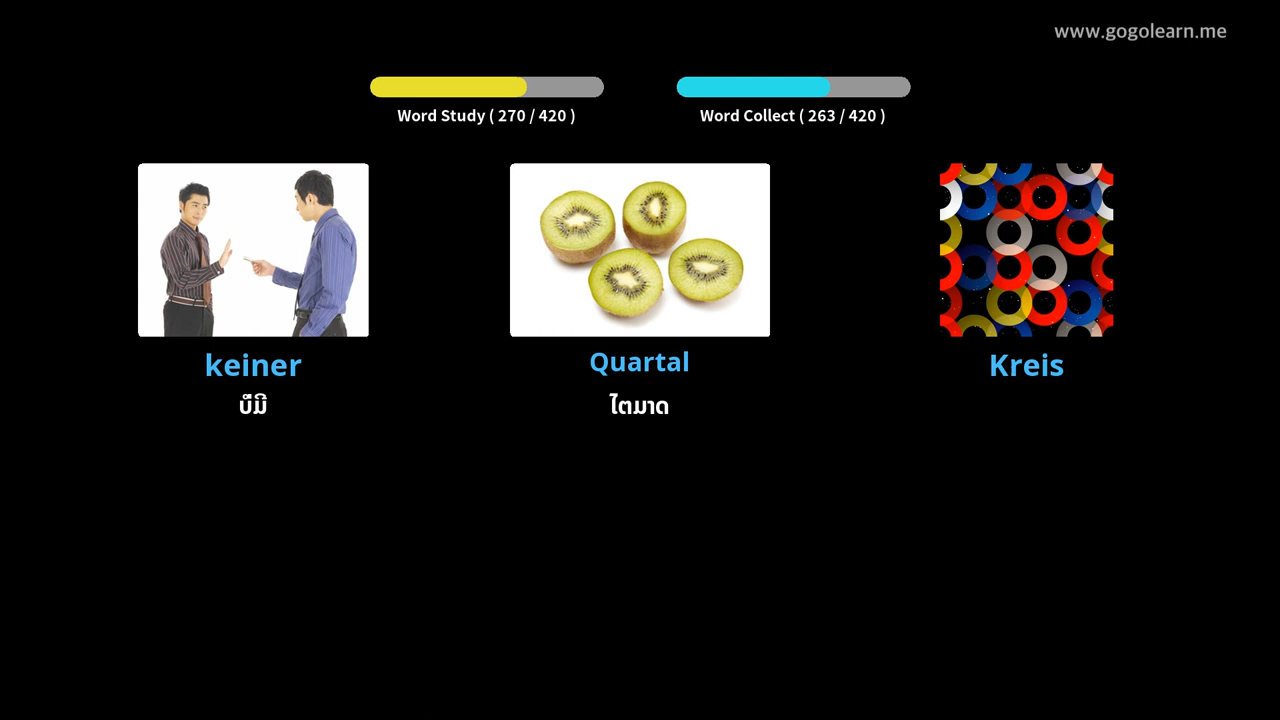 www.gogolearn.me
Word Study ( 270 / 420 )
Word Collect ( 263 / 420 )
keiner
Quartal
Kreis
ບໍ່ມີ
ໄຕມາດ